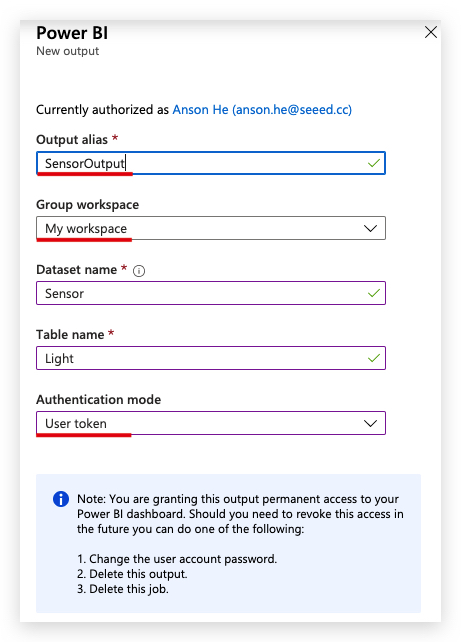 Power BI
New output
Currently authorized as Anson He (anson.he@seeed.cc)
Output alias *
SensorOutput
Group workspace
My workspace
Dataset name *
Sensor
Table name *
Light
Authentication mode
User token
Note: You are granting this output permanent access to your
Power BI dashboard. Should you need to revoke this access in
the future you can do one of the following:
1. Change the user account password.
2. Delete this output.
3. Delete this job.